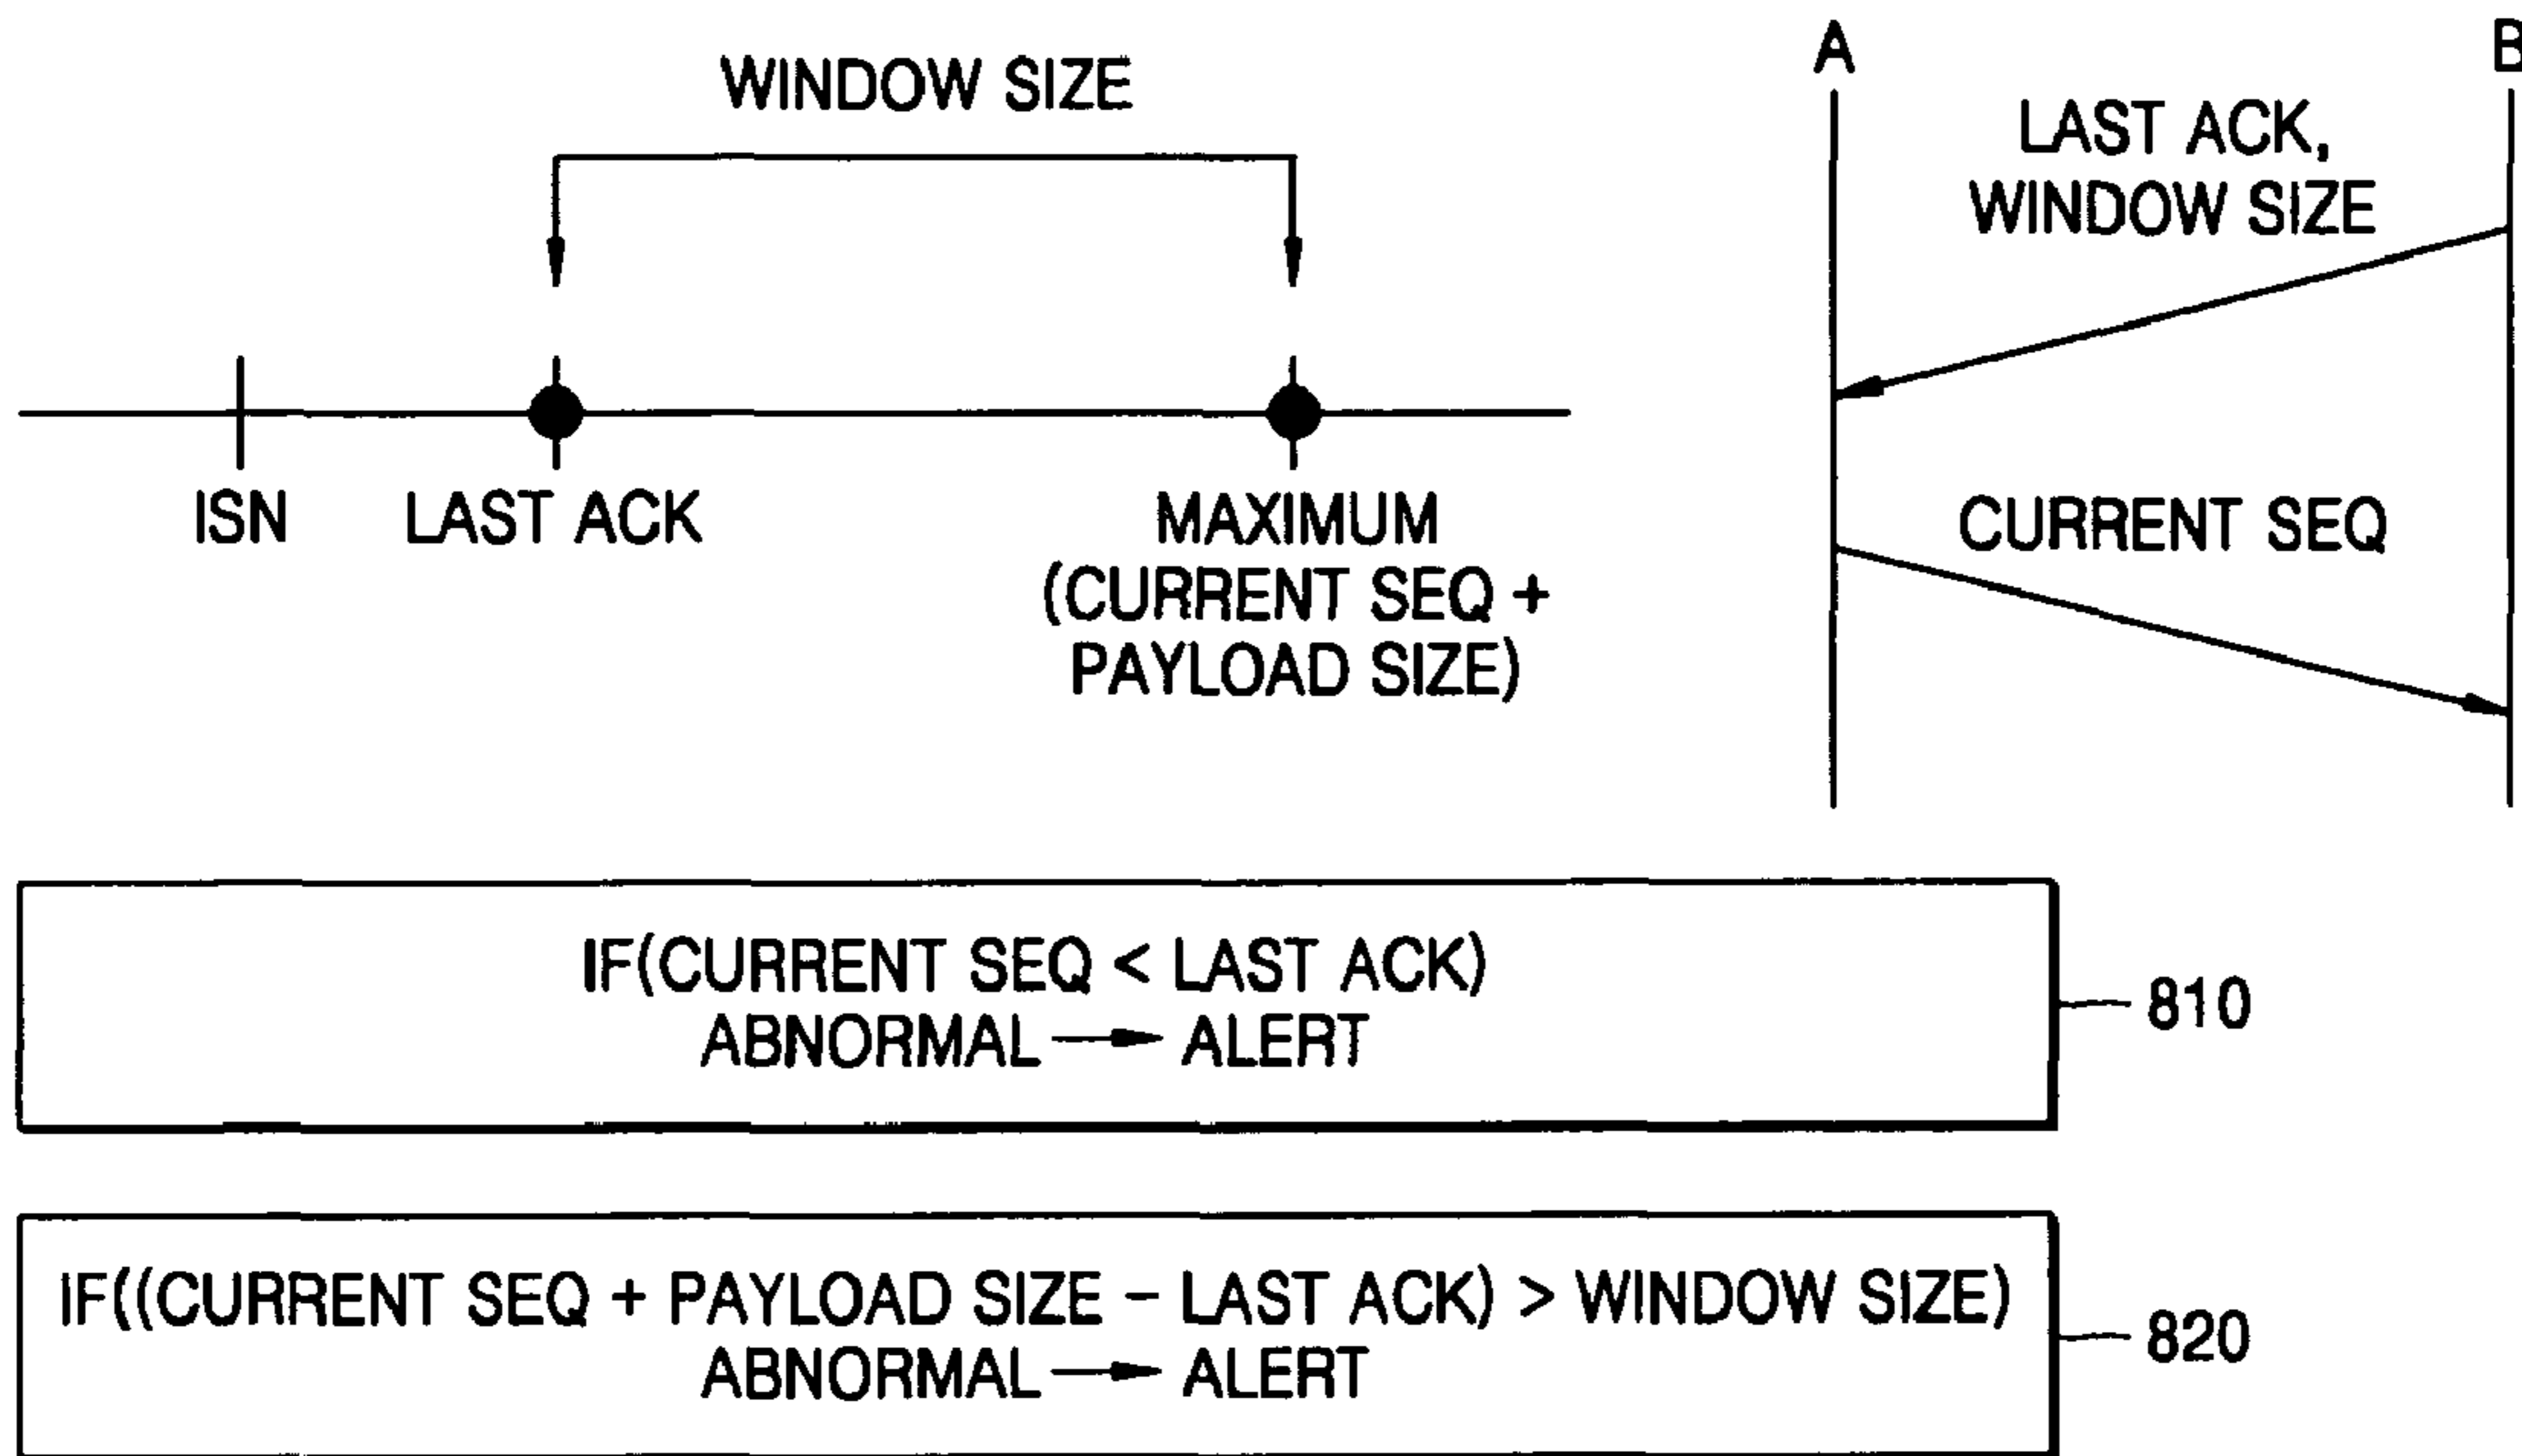 WINDOW SIZE
ISN
LAST ACK
MAXIMUM
(CURRENT SEQ +
PAYLOAD SIZE)
A
B
LAST ACK,
WINDOW SIZE
CURRENT SEQ
IF(CURRENT SEQ < LAST ACK)
ABNORMAL → ALERT
810
IF((CURRENT SEQ + PAYLOAD SIZE − LAST ACK) > WINDOW SIZE)
ABNORMAL → ALERT
820